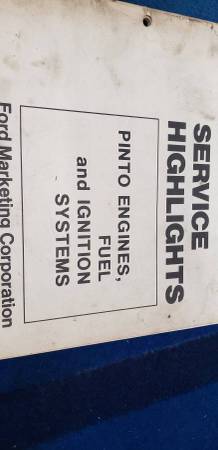 SERVICE
HIGHLIGHTS
PINTO ENGINES,
FUEL
and IGNITION
SYSTEMS
Ford Marketing Corporation